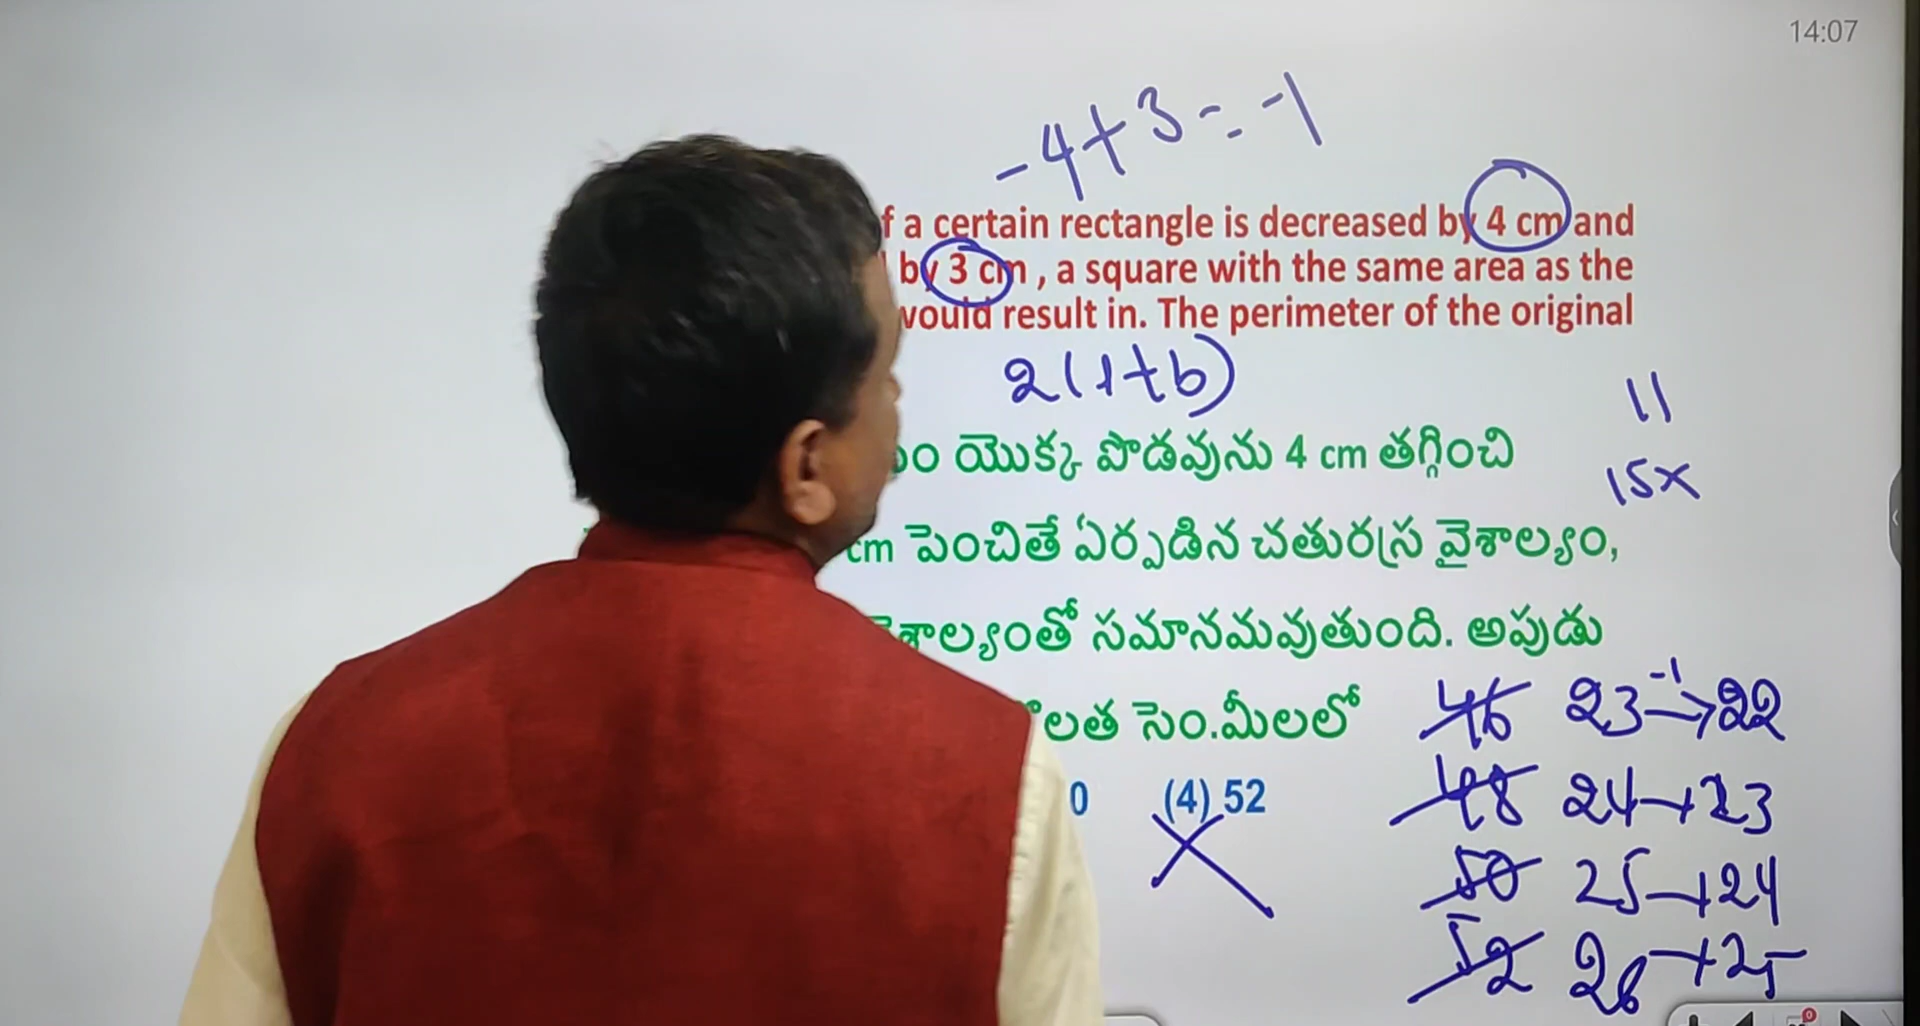 14:07
-4+3=-1
f a certain rectangle is decreased by 4 cm and
by 3 cm , a square with the same area as the
would result in. The perimeter of the original
2(l+b)
11
యొక్క పొడవును 4 cm తగ్గించి
15x
cm పెంచితే ఏర్పడిన చతురస్ర వైశాల్యం,
శాల్యంతో సమానమవుతుంది. అపుడు
లత సెం.మీలలో
46 23 -1→ 22
0 (4) 52
48 24→23
50 25→24
52 26→25